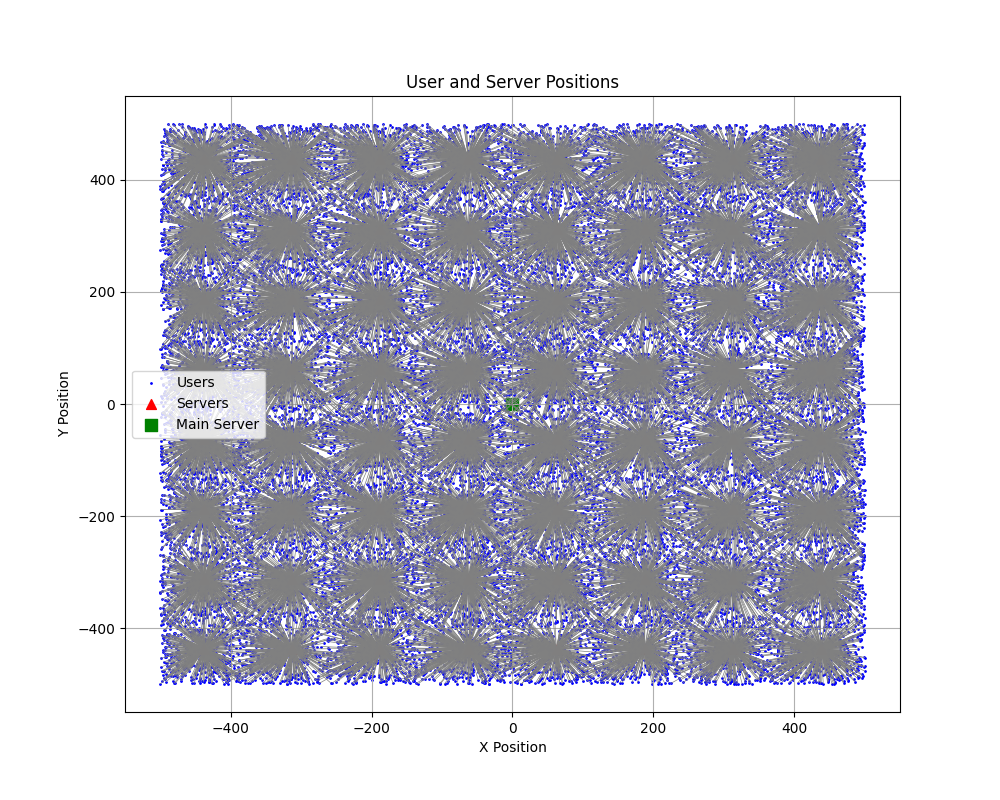 User and Server Positions
400
200
0
−200
−400
Y Position
Users
Servers
Main Server
−400 −200 0 200 400
X Position